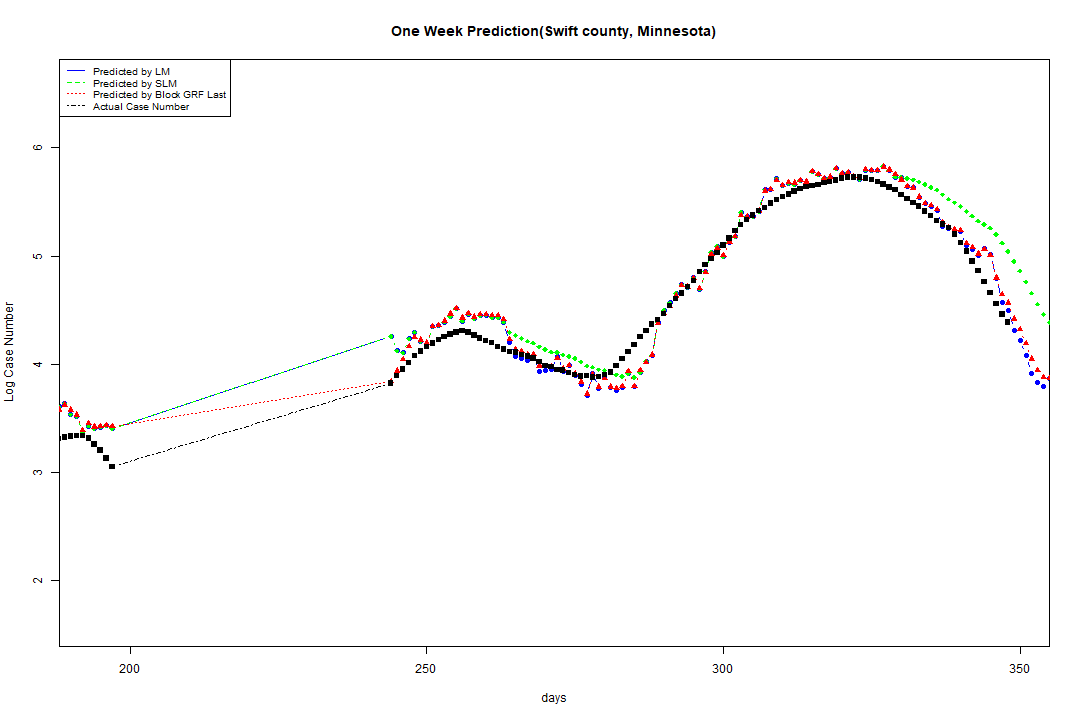 One Week Prediction(Swift county, Minnesota)
Predicted by LM
Predicted by SLM
Predicted by Block GRF Last
Actual Case Number
6
5
4
3
2
Log Case Number
200
250
300
350
days